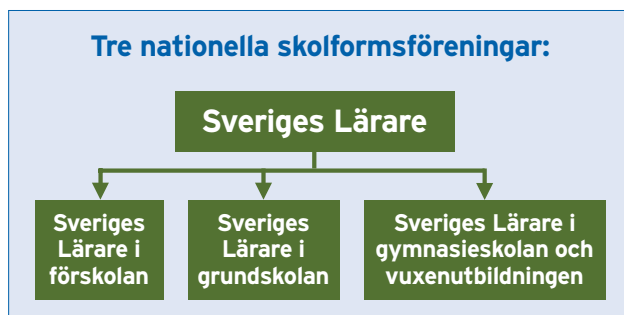 Tre nationella skolformsföreningar:
Sveriges Lärare
Sveriges
Lärare i
förskolan
Sveriges
Lärare i
grundskolan
Sveriges Lärare i
gymnasieskolan och
vuxenutbildningen